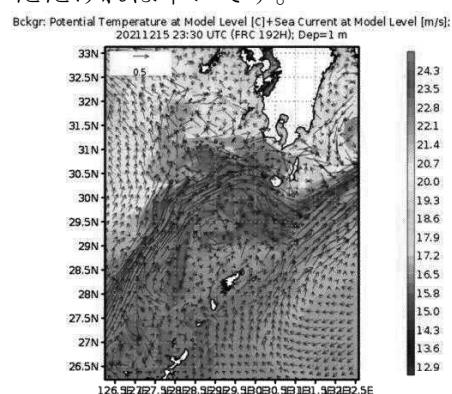 Bckgr: Potential Temperature at Model Level [C]+Sea Current at Model Level [m/s];
20211215 23:30 UTC (FRC 192H); Dep=1 m
0.5
33N
32.5N
32N
31.5N
31N
30.5N
30N
29.5N
29N
28.5N
28N
27.5N
27N
26.5N
24.3
23.5
22.8
22.1
21.4
20.7
20.0
19.3
18.6
17.9
17.2
16.5
15.8
15.0
14.3
13.6
12.9